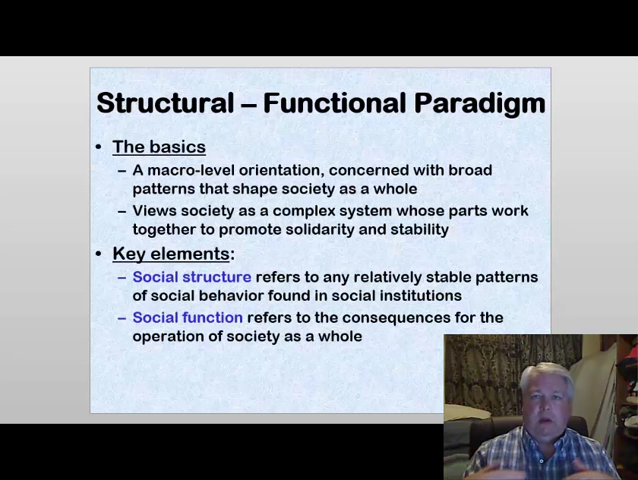 Structural – Functional Paradigm
• The basics
– A macro-level orientation, concerned with broad
patterns that shape society as a whole
– Views society as a complex system whose parts work
together to promote solidarity and stability
• Key elements:
– Social structure refers to any relatively stable patterns
of social behavior found in social institutions
– Social function refers to the consequences for the
operation of society as a whole